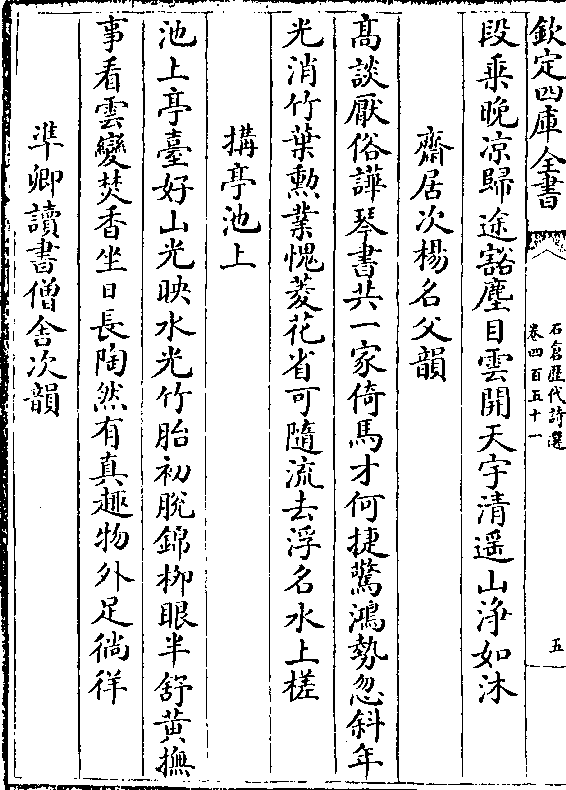 欽定四庫全書
石倉歷代詩選
卷四百五十一
五
段乗晚凉歸途豁塵目雲開天宇清遥山浄如沐
齋居次楊名父韻
髙談厭俗譁琴書共一家倚馬才何捷驚鴻勢忽斜年
光消竹葉勲業愧菱花省可隨流去浮名水上槎
搆亭池上
池上亭臺好山光映水光竹胎初脫錦栁眼半舒黄撫
事看雲變焚香坐日長陶然有真趣物外足徜徉
準卿讀書僧舍次韻